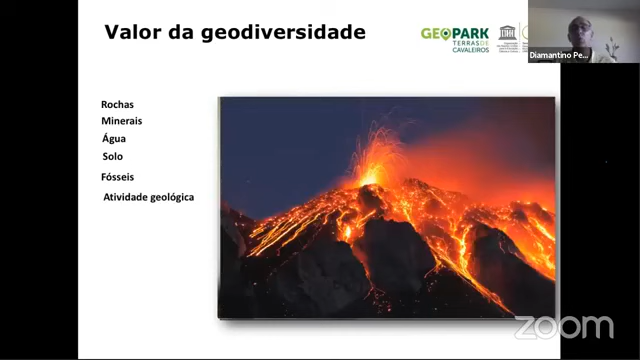 Valor da geodiversidade
GEOPARK
TERRAS DE
CAVALEIROS
Diamantino Pe...
Rochas
Minerais
Água
Solo
Fósseis
Atividade geológica
zoom